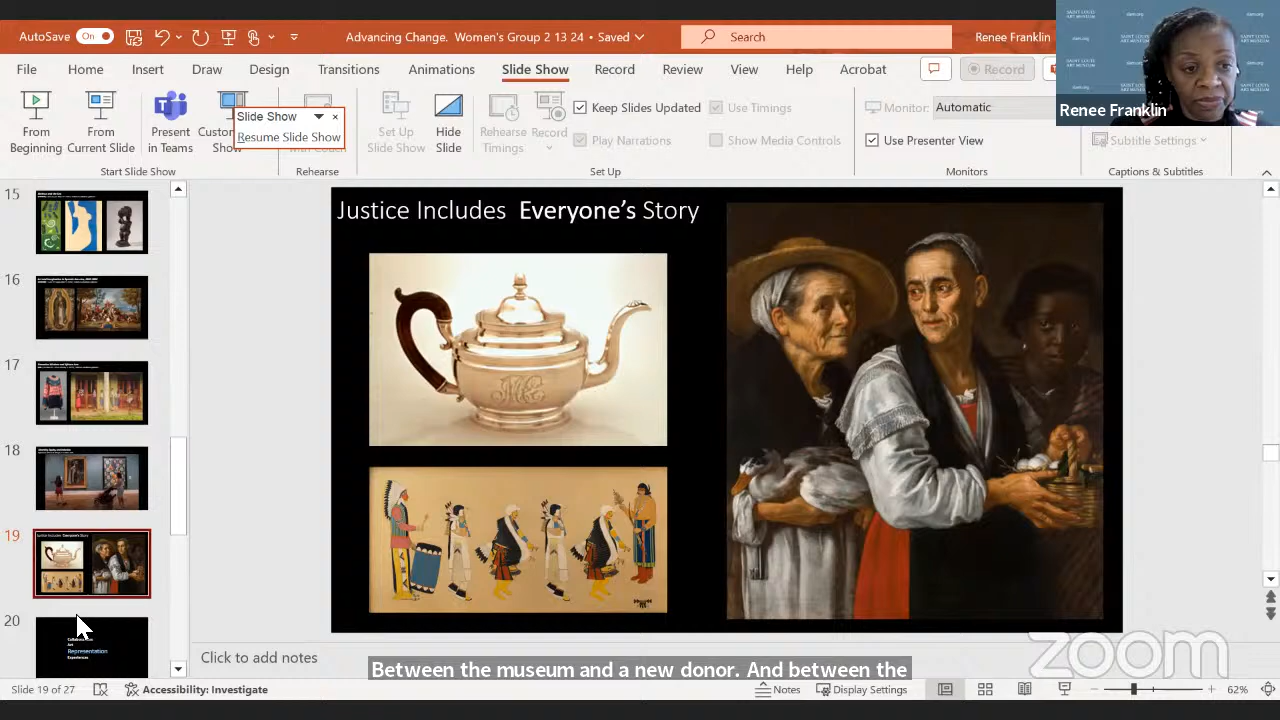 AutoSave On Advancing Change. Women's Group 2 13 24 • Saved Search Renee Franklin
File Home Insert Draw Design Transitions Animations Slide Show Record Review View Help Acrobat Record
Renee Franklin
From Beginning
From Current Slide
Present in Teams
Custom Show
Slide Show
Resume Slide Show
with Coach
Set Up Slide Show
Hide Slide
Rehearse Timings
Record
Keep Slides Updated
Play Narrations
Use Timings
Show Media Controls
Monitor: Automatic
Use Presenter View
Subtitle Settings
Start Slide Show Rehearse Set Up Monitors Captions & Subtitles
15
16
17
18
19
20
Representation
Justice Includes Everyone's Story
Click to add notes
Between the museum and a new donor. And between the
zoom
Slide 19 of 27 Accessibility: Investigate Notes Display Settings 62%